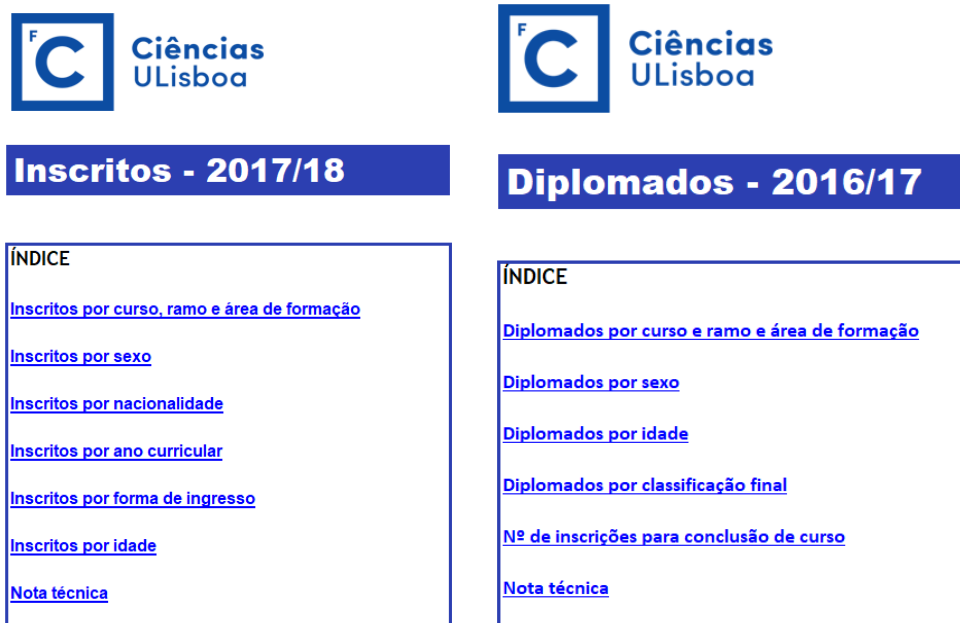 FC
Ciências
ULisboa
Inscritos - 2017/18
ÍNDICE
Inscritos por curso, ramo e área de formação
Inscritos por sexo
Inscritos por nacionalidade
Inscritos por ano curricular
Inscritos por forma de ingresso
Inscritos por idade
Nota técnica
FC
Ciências
ULisboa
Diplomados - 2016/17
ÍNDICE
Diplomados por curso e ramo e área de formação
Diplomados por sexo
Diplomados por idade
Diplomados por classificação final
Nº de inscrições para conclusão de curso
Nota técnica